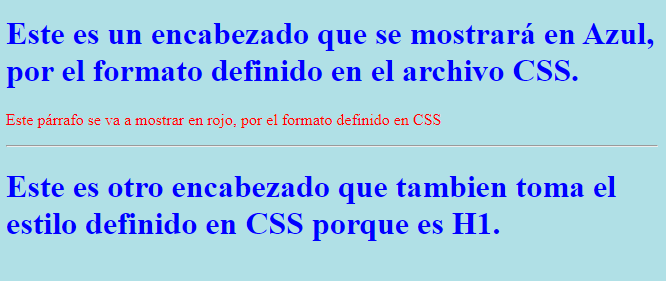 Este es un encabezado que se mostrará en Azul,
por el formato definido en el archivo CSS.
Este párrafo se va a mostrar en rojo, por el formato definido en CSS
Este es otro encabezado que tambien toma el
estilo definido en CSS porque es H1.